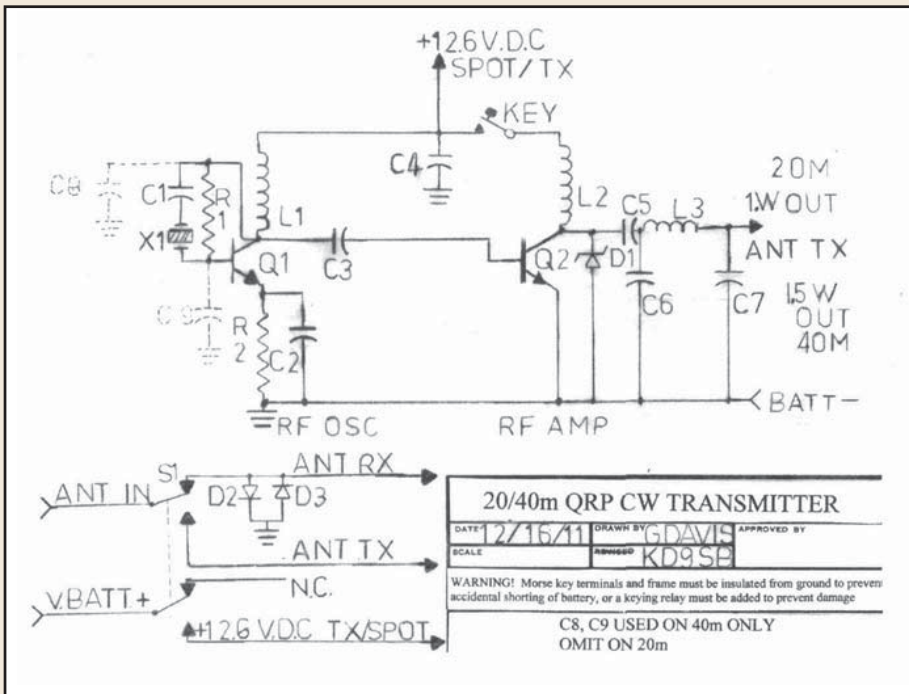 +12.6V.D.C
SPOT/TX
KEY
C8
C1
R
1
L1
C4
L2
C5
L3
20M
1.W OUT
ANT TX
X1
Q1
C3
Q2
D1
C6
C7
1.5W
OUT
40M
C9
R
2
C2
RF OSC
RF AMP
BATT-
S1
ANT RX
ANT IN
D2
D3
ANT TX
N.C.
V.BATT+
+12.6 V.D.C TX/SPOT
20/40m QRP CW TRANSMITTER
DATE 12/16/11 DRAWN BY G.DAVIS APPROVED BY
SCALE REVISED KD9SB
WARNING! Morse key terminals and frame must be insulated from ground to preven
accidental shorting of battery, or a keying relay must be added to prevent damage
C8, C9 USED ON 40m ONLY
OMIT ON 20m